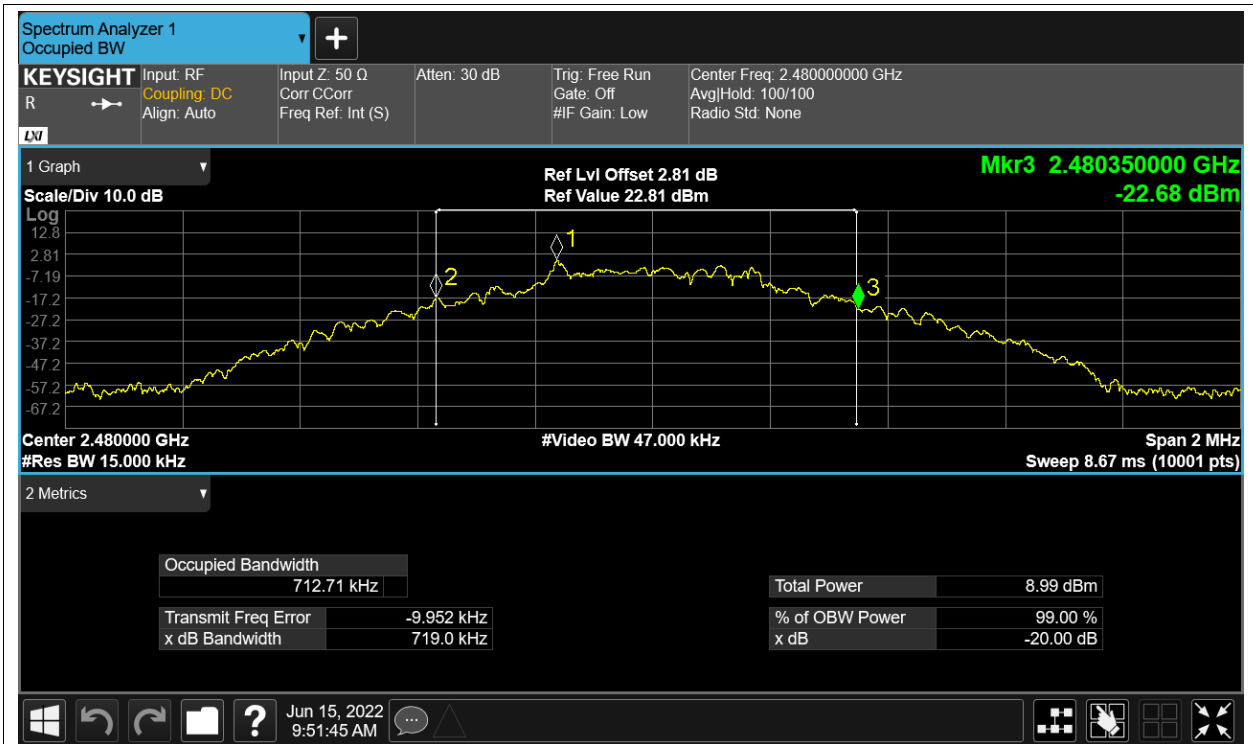 Spectrum Analyzer 1
Occupied BW
KEYSIGHT
R
LXI
Input: RF
Coupling: DC
Align: Auto
Input Z: 50 Ω
Corr CCorr
Freq Ref: Int (S)
Atten: 30 dB
Trig: Free Run
Gate: Off
#IF Gain: Low
Center Freq: 2.480000000 GHz
Avg|Hold: 100/100
Radio Std: None
1 Graph
Scale/Div 10.0 dB
Ref Lvl Offset 2.81 dB
Ref Value 22.81 dBm
Mkr3 2.480350000 GHz
-22.68 dBm
Log
12.8
2.81
-7.19
-17.2
-27.2
-37.2
-47.2
-57.2
-67.2
1
2
3
Center 2.480000 GHz
#Video BW 47.000 kHz
Span 2 MHz
#Res BW 15.000 kHz
Sweep 8.67 ms (10001 pts)
2 Metrics
Occupied Bandwidth
712.71 kHz
Transmit Freq Error -9.952 kHz
x dB Bandwidth 719.0 kHz
Total Power 8.99 dBm
% of OBW Power 99.00 %
x dB -20.00 dB
?
Jun 15, 2022
9:51:45 AM